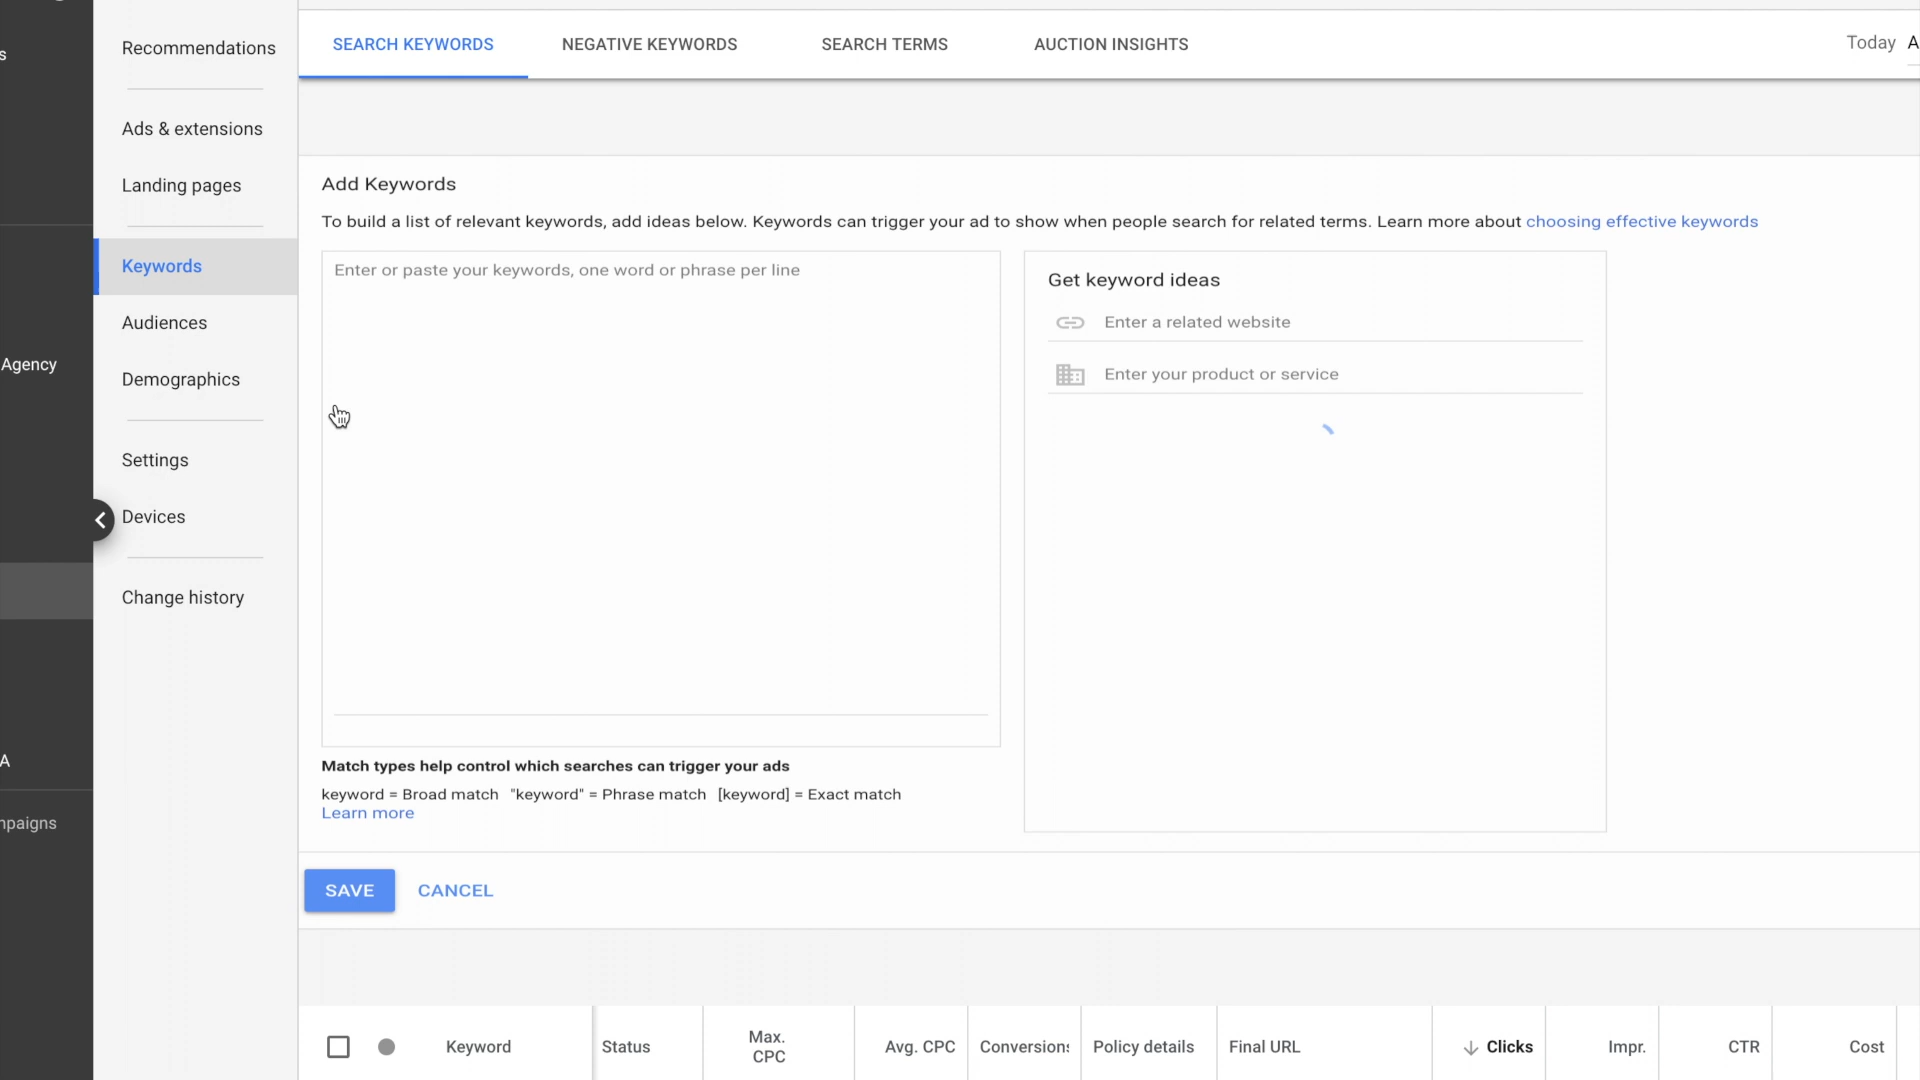 s
Agency
A
npaigns
Recommendations
Ads & extensions
Landing pages
Keywords
Audiences
Demographics
Settings
Devices
Change history
SEARCH KEYWORDS
NEGATIVE KEYWORDS
SEARCH TERMS
AUCTION INSIGHTS
Today A
Add Keywords
To build a list of relevant keywords, add ideas below. Keywords can trigger your ad to show when people search for related terms. Learn more about choosing effective keywords
Enter or paste your keywords, one word or phrase per line
Get keyword ideas
Enter a related website
Enter your product or service
Match types help control which searches can trigger your ads
keyword = Broad match "keyword" = Phrase match [keyword] = Exact match
Learn more
SAVE CANCEL
Keyword
Status
Max.
CPC
Avg. CPC
Conversions
Policy details
Final URL
Clicks
Impr.
CTR
Cost